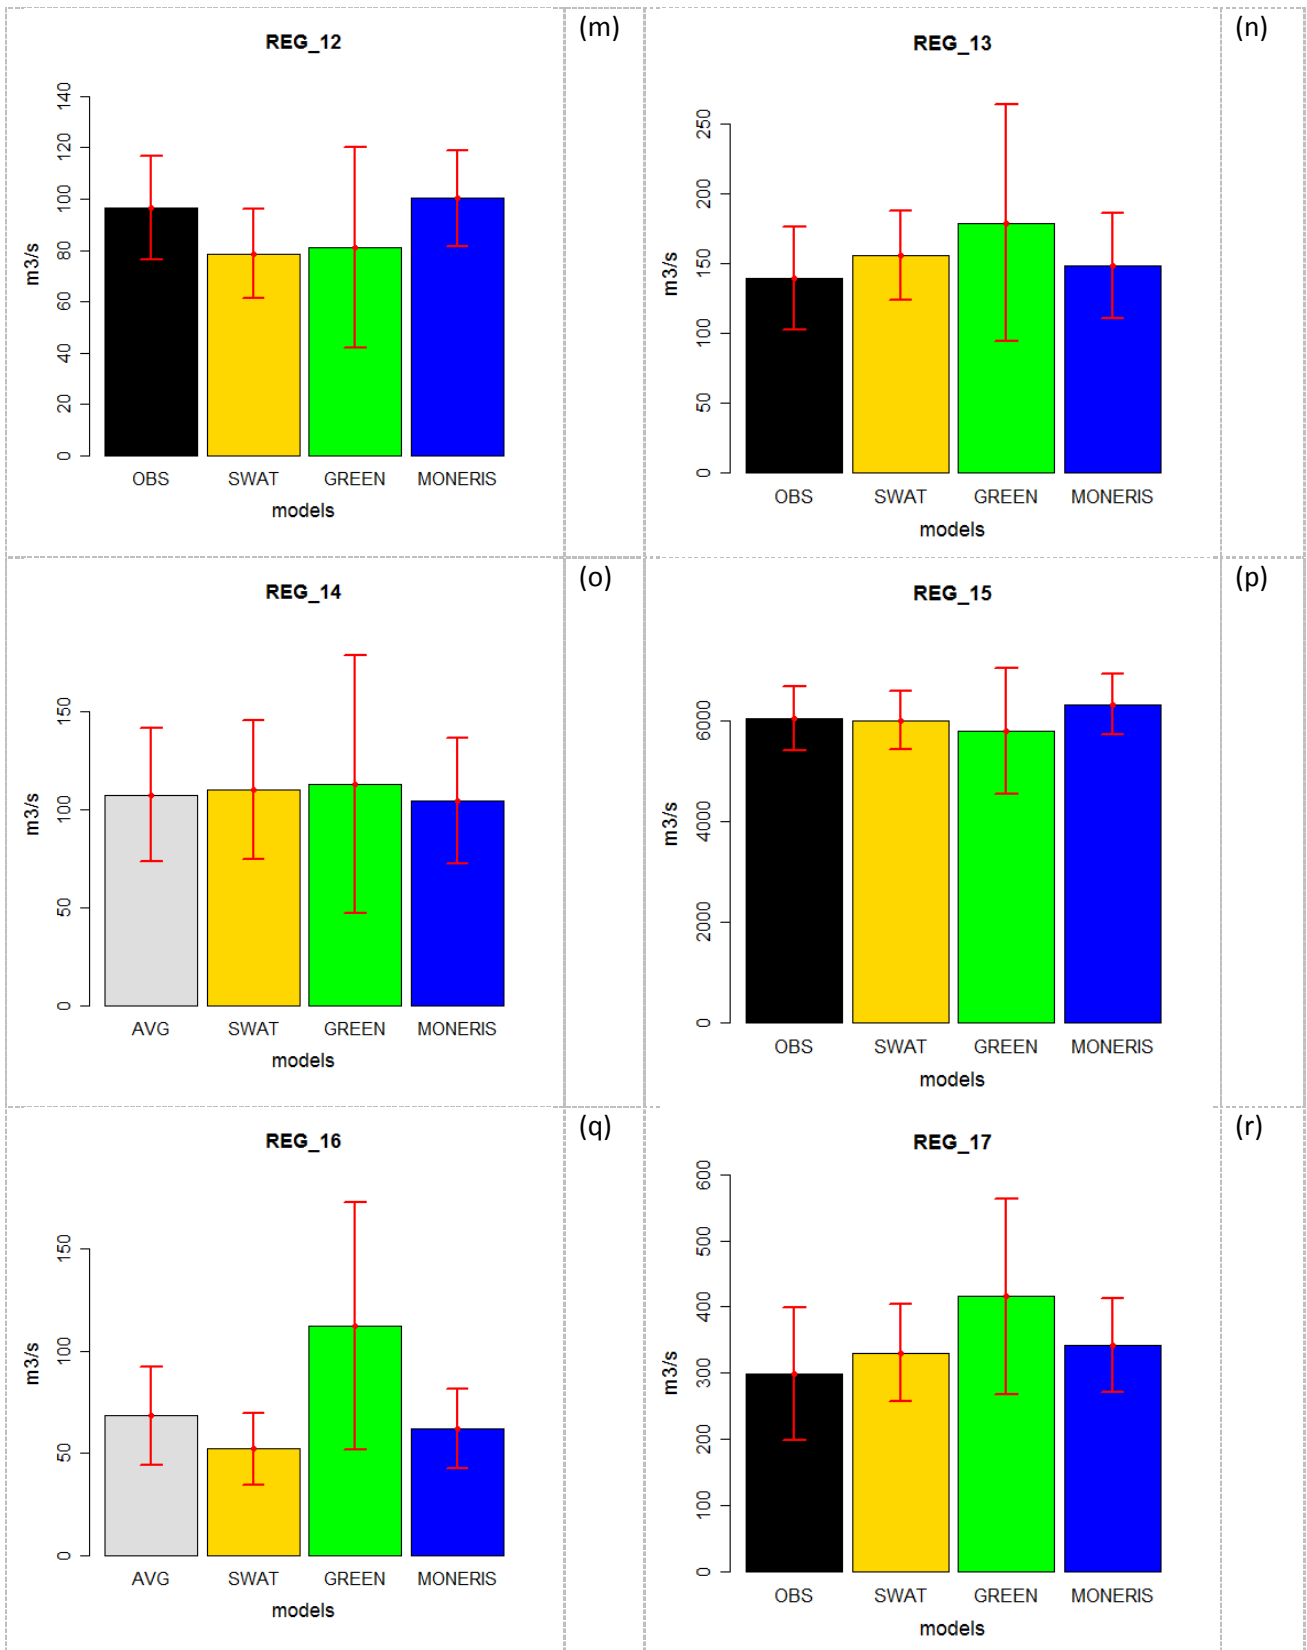 REG_12
(m)
m3/s
0
20
40
60
80
100
120
140
OBS SWAT GREEN MONERIS
models
REG_13
(n)
m3/s
0
50
100
150
200
250
OBS SWAT GREEN MONERIS
models
REG_14
(o)
m3/s
0
50
100
150
AVG SWAT GREEN MONERIS
models
REG_15
(p)
m3/s
0
2000
4000
6000
OBS SWAT GREEN MONERIS
models
REG_16
(q)
m3/s
0
50
100
150
AVG SWAT GREEN MONERIS
models
REG_17
(r)
m3/s
0
100
200
300
400
500
600
OBS SWAT GREEN MONERIS
models